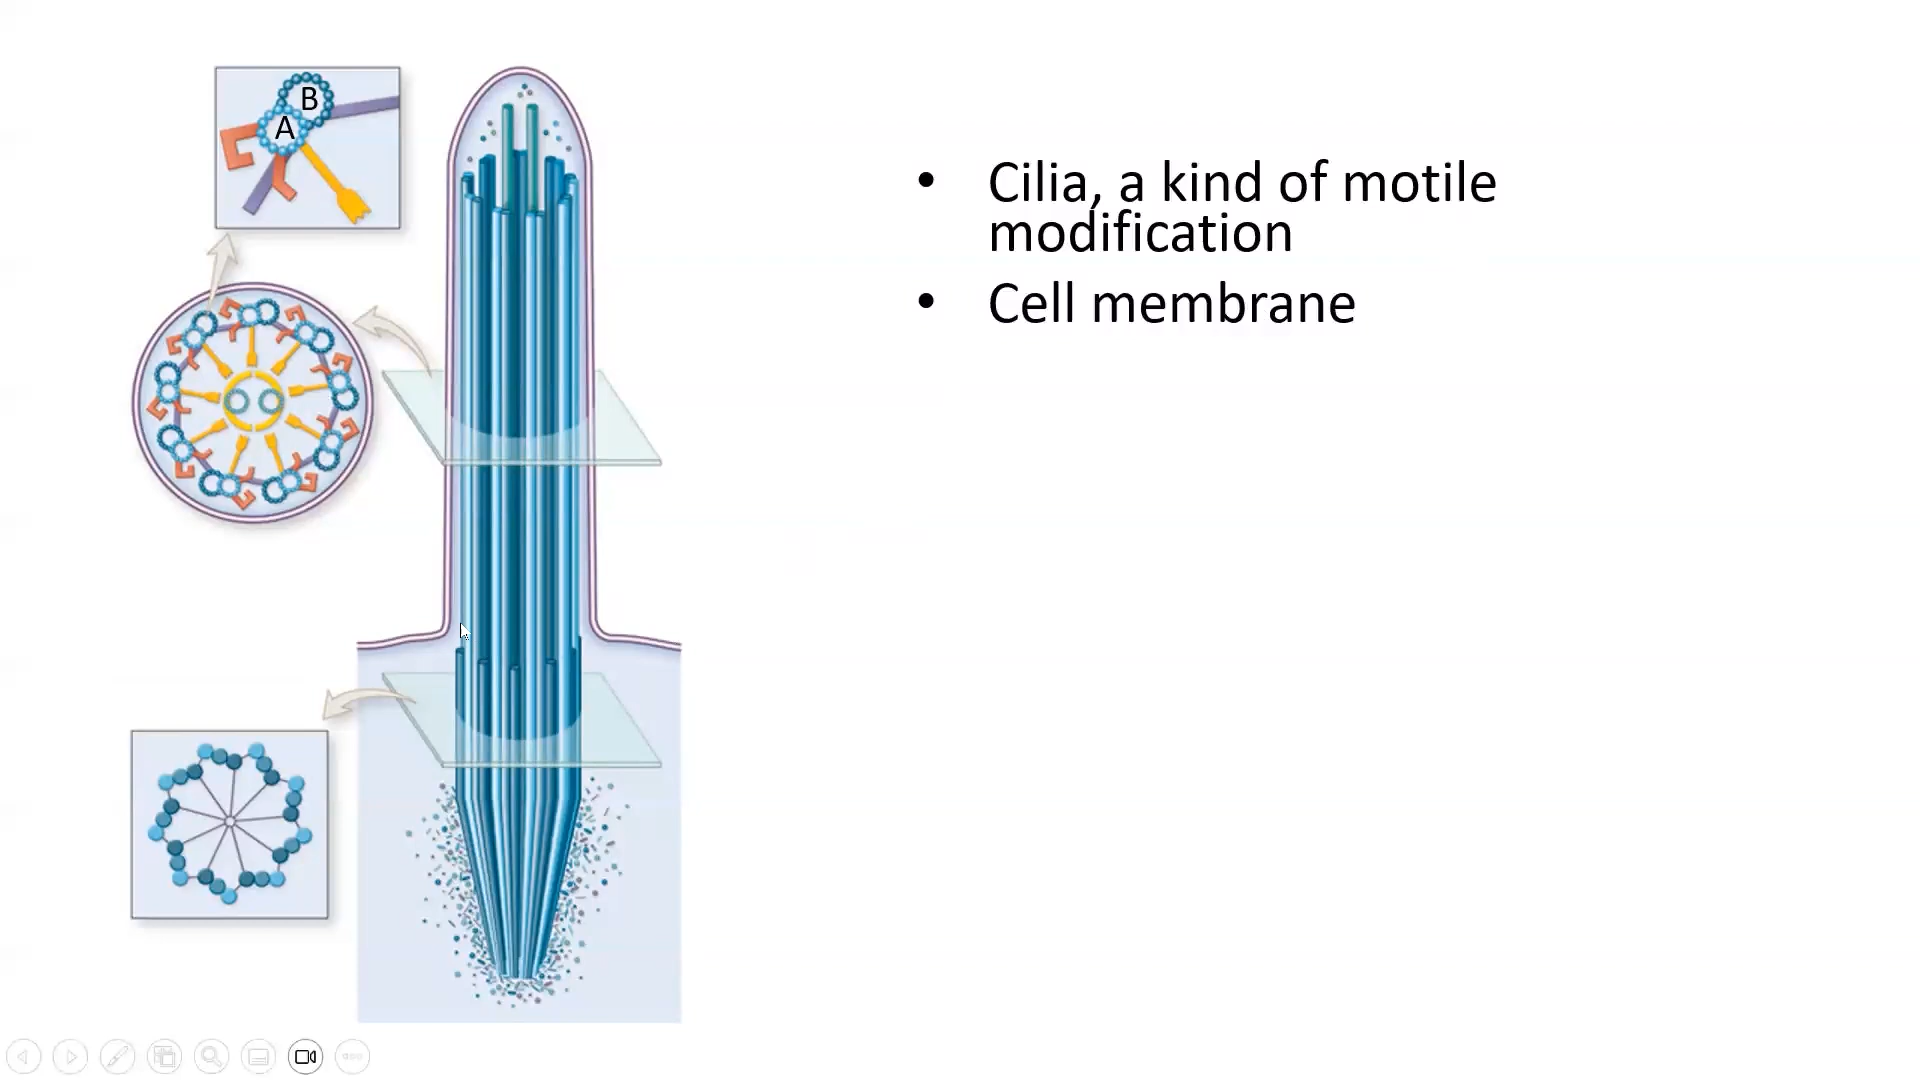 B
A
• Cilia, a kind of motile
modification
• Cell membrane